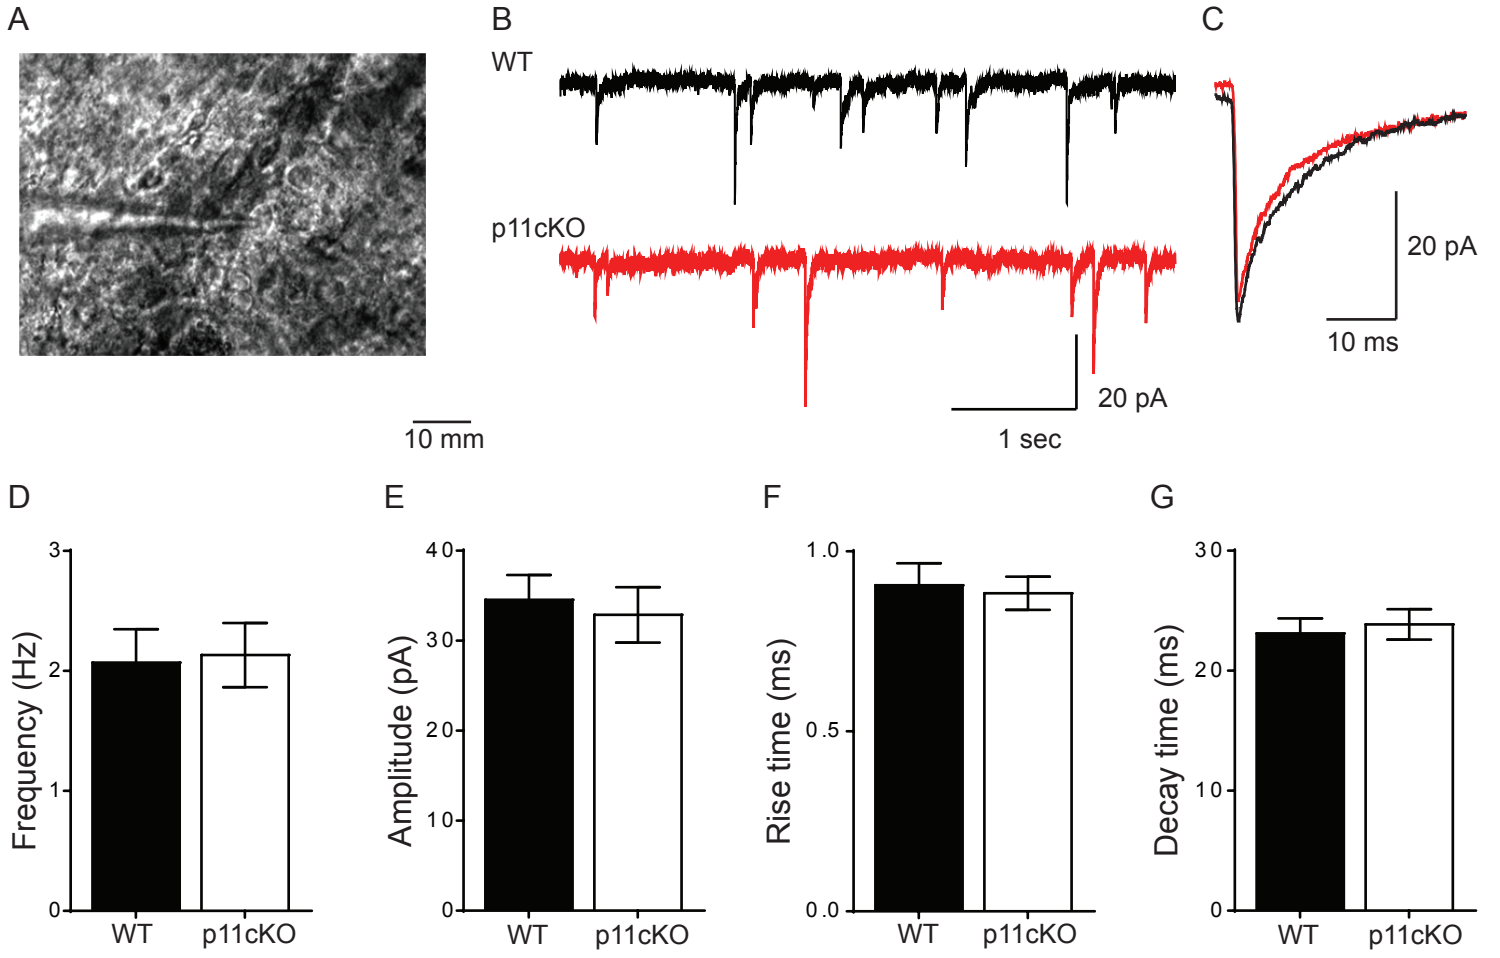 A
B
C
WT
p11cKO
20 pA
1 sec
20 pA
10 ms
10 mm
D
E
F
G
Frequency (Hz)
3
2
1
0
WT p11cKO
Amplitude (pA)
40
30
20
10
0
WT p11cKO
Rise time (ms)
1.0
0.5
0.0
WT p11cKO
Decay time (ms)
30
20
10
0
WT p11cKO